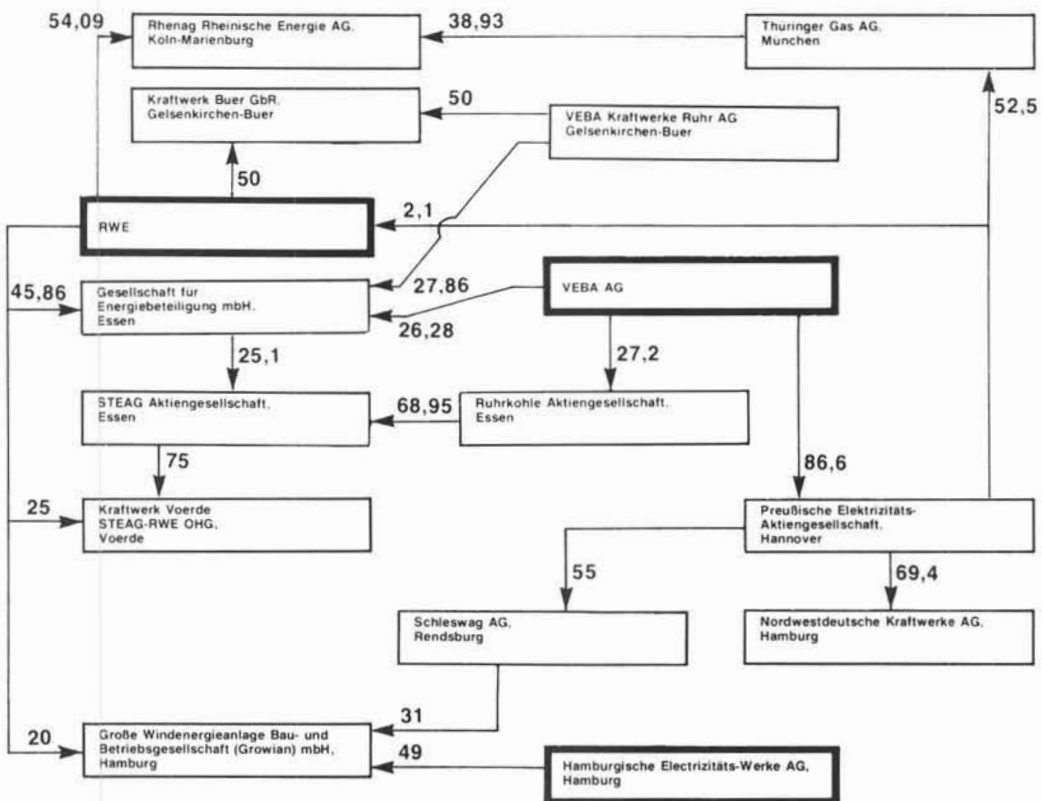 54,09
Rhenag Rheinische Energie AG.
Köln-Marienburg
38,93
Thüringer Gas AG.
München
Kraftwerk Buer GbR.
Gelsenkirchen-Buer
50
VEBA Kraftwerke Ruhr AG
Gelsenkirchen-Buer
52,5
50
RWE
2,1
45,86
Gesellschaft für
Energiebeteiligung mbH.
Essen
27,86
26,28
VEBA AG
25,1
27,2
STEAG Aktiengesellschaft.
Essen
68,95
Ruhrkohle Aktiengesellschaft.
Essen
75
86,6
25
Kraftwerk Voerde
STEAG-RWE OHG.
Voerde
Preußische Elektrizitäts-
Aktiengesellschaft.
Hannover
55
69,4
Schleswag AG,
Rendsburg
Nordwestdeutsche Kraftwerke AG,
Hamburg
20
Große Windenergieanlage Bau- und
Betriebsgesellschaft (Growian) mbH,
Hamburg
31
49
Hamburgische Electrizitäts-Werke AG,
Hamburg